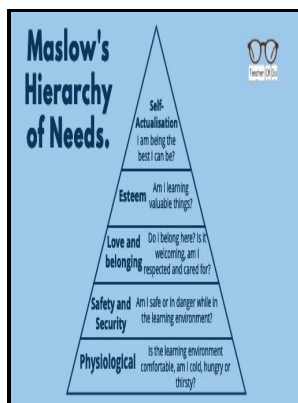 Maslow's
Hierarchy
of Needs.
Teacher Of Do
Self-
Actualisation
I am being the
best I can be?
Esteem
Am I learning
valuable things?
Love and
belonging
Do I belong here? Is it
welcoming, am I
respected and cared for?
Safety and
Security
Am I safe or in danger while in
the learning environment?
Physiological
Is the learning environment
comfortable, am I cold, hungry or
thirsty?